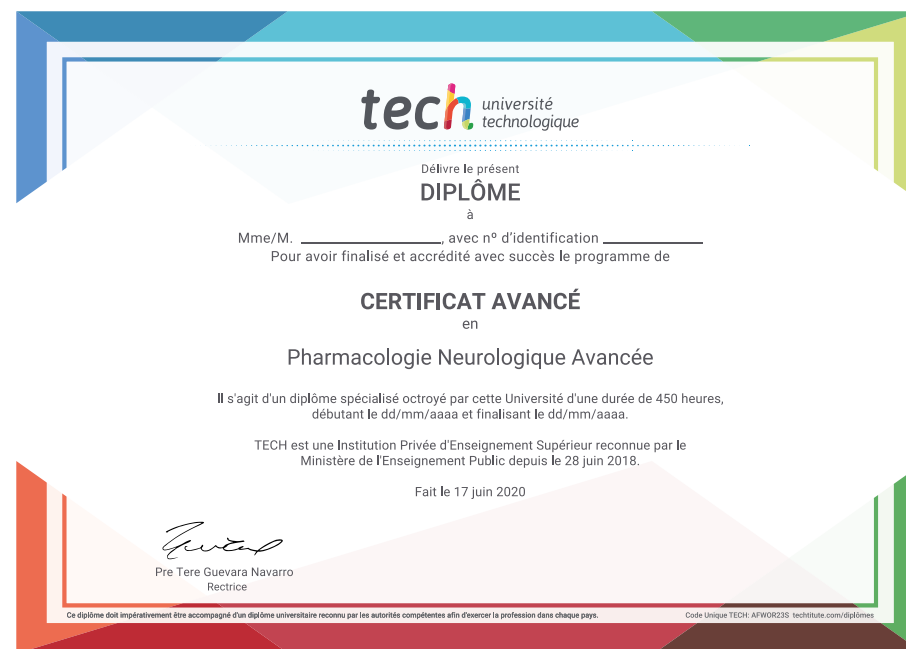 tech université
technologique
Délivre le présent
DIPLÔME
à
Mme/M. ____________________, avec nº d'identification ______________
Pour avoir finalisé et accrédité avec succès le programme de
CERTIFICAT AVANCÉ
en
Pharmacologie Neurologique Avancée
Il s'agit d'un diplôme spécialisé octroyé par cette Université d'une durée de 450 heures,
débutant le dd/mm/aaaa et finalisant le dd/mm/aaaa.
TECH est une Institution Privée d'Enseignement Supérieur reconnue par le
Ministère de l'Enseignement Public depuis le 28 juin 2018.
Fait le 17 juin 2020
Pre Tere Guevara Navarro
Rectrice
Ce diplôme doit impérativement être accompagné d'un diplôme universitaire reconnu par les autorités compétentes afin d'exercer la profession dans chaque pays.
Code Unique TECH: AFWOR23S techtitute.com/diplômes